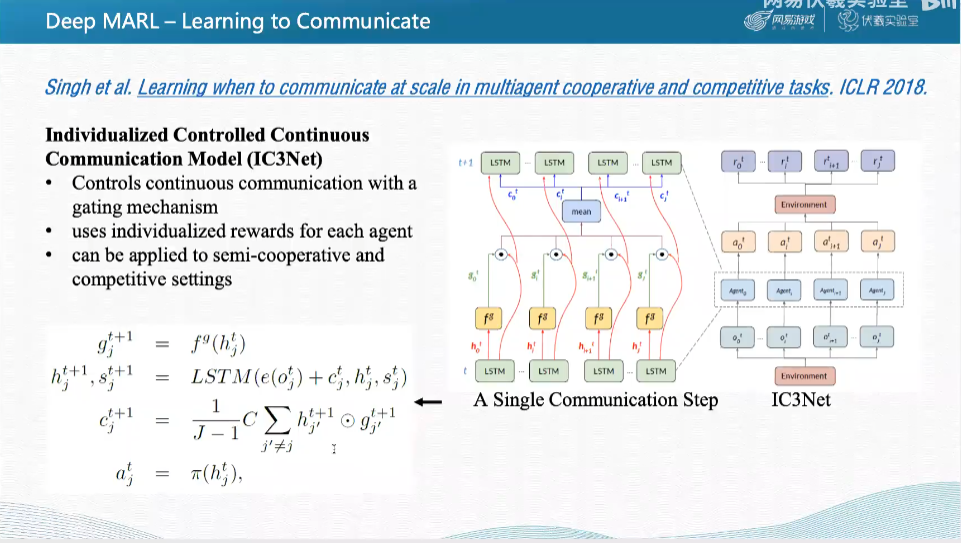 Deep MARL – Learning to Communicate
网易伏羲实验室
网易游戏
伏羲实验室
Singh et al. Learning when to communicate at scale in multiagent cooperative and competitive tasks. ICLR 2018.
Individualized Controlled Continuous
Communication Model (IC3Net)
• Controls continuous communication with a
gating mechanism
• uses individualized rewards for each agent
• can be applied to semi-cooperative and
competitive settings
g_j^{t+1} = f^g(h_j^t)
h_j^{t+1}, s_j^{t+1} = LSTM(e(o_j^t) + c_j^t, h_j^t, s_j^t)
c_j^{t+1} = \frac{1}{J-1} C \sum_{j'≠j} h_{j'}^{t+1} ⊙ g_{j'}^{t+1}
a_j^t = π(h_j^t),
t+1 LSTM ... LSTM LSTM ... LSTM
c_0^t c_i^t c_{i+1}^t c_j^t
mean
g_0^t g_i^t g_{i+1}^t g_j^t
f^g f^g f^g f^g
h_0^t h_i^t h_{i+1}^t h_j^t
t LSTM ... LSTM LSTM ... LSTM
A Single Communication Step
r_0^t ... r_i^t r_{i+1}^t ... r_j^t
Environment
a_0^t a_i^t a_{i+1}^t a_j^t
Agent_0 Agent_i Agent_{i+1} Agent_j
o_0^t ... o_i^t o_{i+1}^t ... o_j^t
Environment
IC3Net